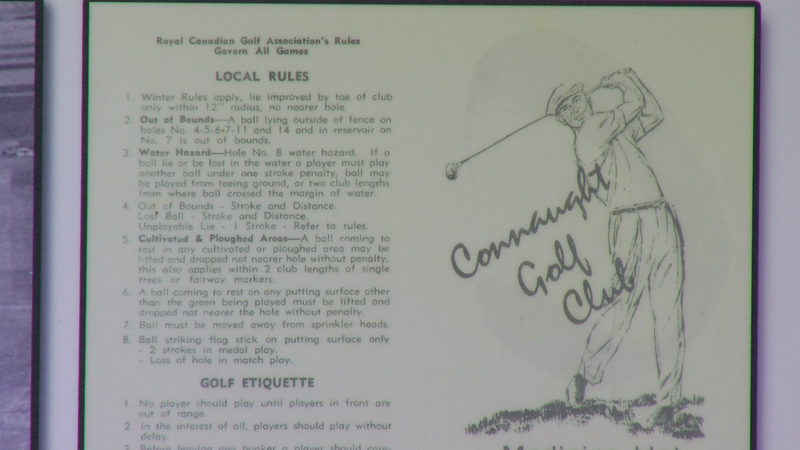 Royal Canadian Golf Association's Rules
Govern All Games
LOCAL RULES
1. Winter Rules apply, lie improved by toe of club
only within 12" radius, no nearer hole.
2. Out of Bounds—A ball lying outside of fence on
holes No. 4-5-6-7-11 and 14 and in reservoir on
No. 7 is out of bounds.
3. Water Hazard—Hole No. 8 water hazard. If a
ball lie or be lost in the water a player must play
another ball under one stroke penalty, ball may
be played from teeing ground, or two club lengths
from where ball crossed the margin of water.
4. Out of Bounds - Stroke and Distance.
Lost Ball - Stroke and Distance.
Unplayable Lie - 1 Stroke - Refer to rules.
5. Cultivated & Ploughed Areas—A ball coming to
rest in any cultivated or ploughed area may be
lifted and dropped not nearer hole without penalty,
this also applies within 2 club lengths of single
trees or fairway markers.
6. A ball coming to rest on any putting surface other
than the green being played must be lifted and
dropped not nearer the hole without penalty.
7. Ball must be moved away from sprinkler heads.
8. Ball striking flag stick on putting surface only
- 2 strokes in medal play.
- Loss of hole in match play.
GOLF ETIQUETTE
1. No player should play until players in front are
out of range.
2. In the interest of all, players should play without
delay.
3. Before leaving any bunker a player should care-
Connaught
Golf
Club